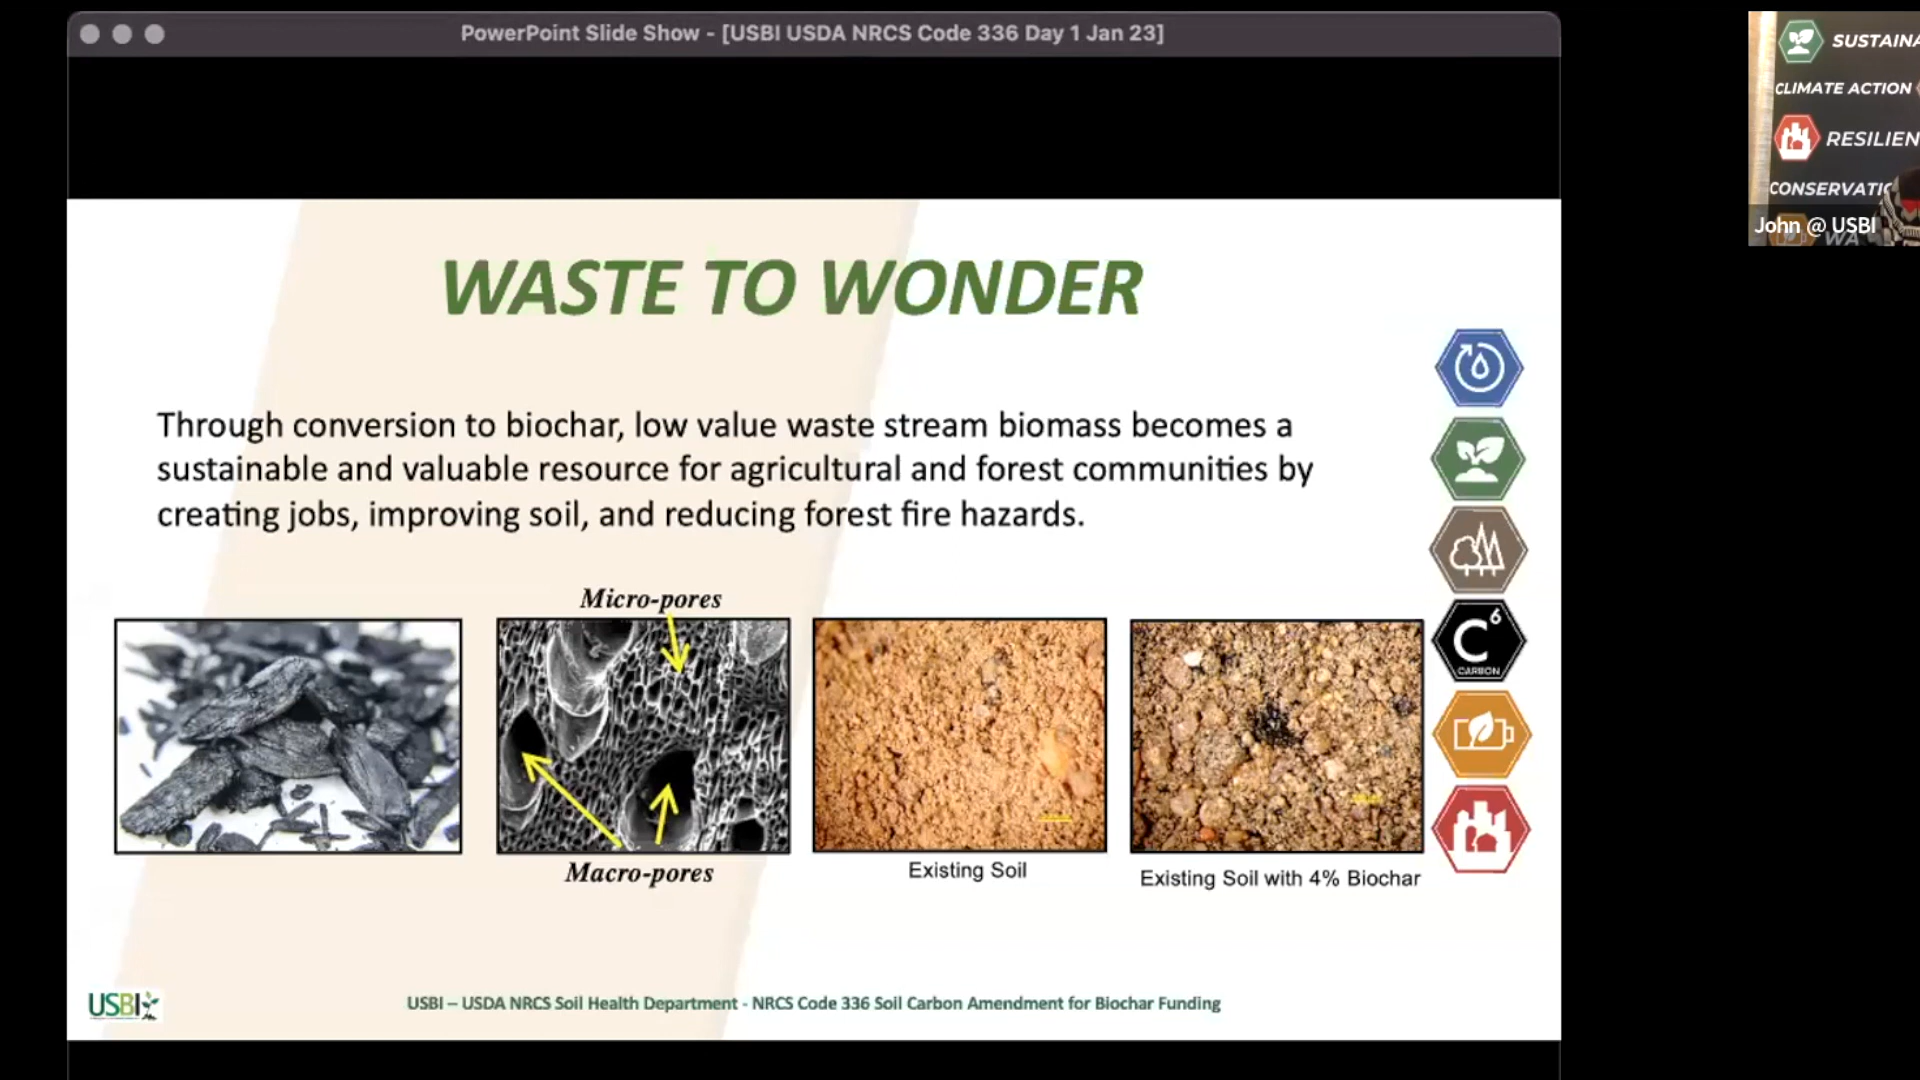 PowerPoint Slide Show - [USBI USDA NRCS Code 336 Day 1 Jan 23]
SUSTAINA
CLIMATE ACTION
RESILIEN
CONSERVATIO
WA
John @ USBI
WASTE TO WONDER
Through conversion to biochar, low value waste stream biomass becomes a
sustainable and valuable resource for agricultural and forest communities by
creating jobs, improving soil, and reducing forest fire hazards.
Micro-pores
Macro-pores
Existing Soil
Existing Soil with 4% Biochar
C 6
CARBON
USBI
USBI – USDA NRCS Soil Health Department - NRCS Code 336 Soil Carbon Amendment for Biochar Funding